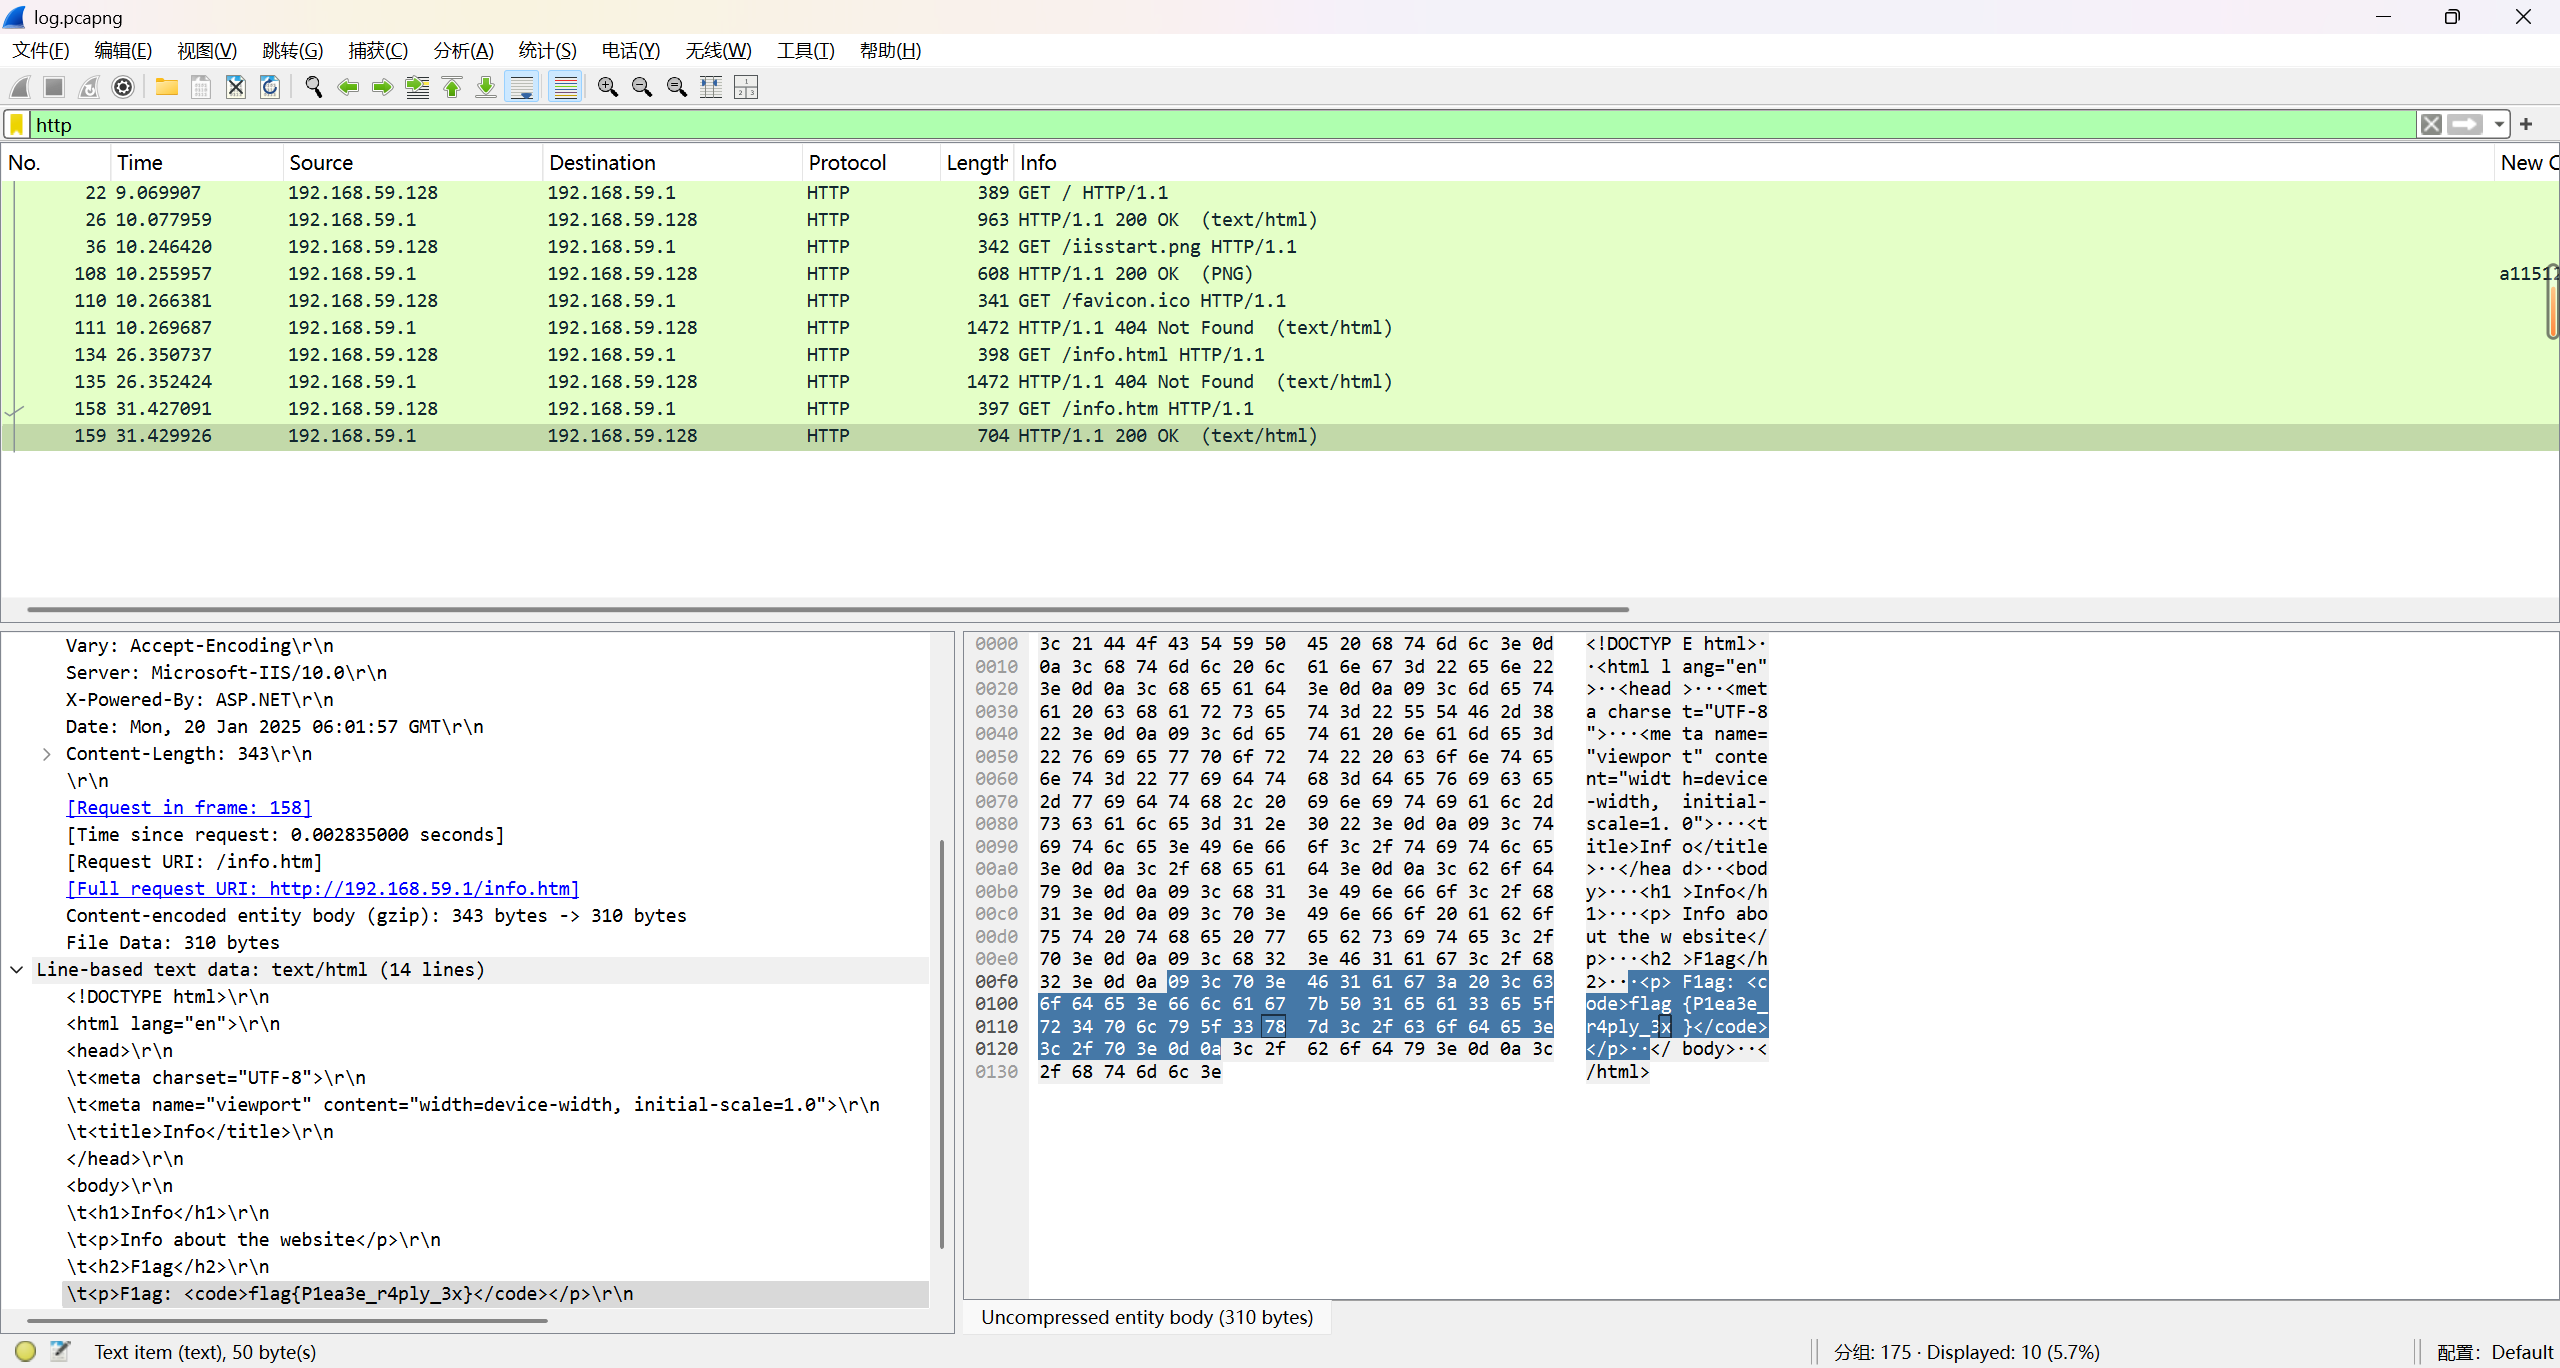 log.pcapng
文件(F) 编辑(E) 视图(V) 跳转(G) 捕获(C) 分析(A) 统计(S) 电话(Y) 无线(W) 工具(T) 帮助(H)
http
No. Time Source Destination Protocol Length Info New C
22 9.069907 192.168.59.128 192.168.59.1 HTTP 389 GET / HTTP/1.1
26 10.077959 192.168.59.1 192.168.59.128 HTTP 963 HTTP/1.1 200 OK (text/html)
36 10.246420 192.168.59.128 192.168.59.1 HTTP 342 GET /iisstart.png HTTP/1.1
108 10.255957 192.168.59.1 192.168.59.128 HTTP 608 HTTP/1.1 200 OK (PNG) a11512
110 10.266381 192.168.59.128 192.168.59.1 HTTP 341 GET /favicon.ico HTTP/1.1
111 10.269687 192.168.59.1 192.168.59.128 HTTP 1472 HTTP/1.1 404 Not Found (text/html)
134 26.350737 192.168.59.128 192.168.59.1 HTTP 398 GET /info.html HTTP/1.1
135 26.352424 192.168.59.1 192.168.59.128 HTTP 1472 HTTP/1.1 404 Not Found (text/html)
158 31.427091 192.168.59.128 192.168.59.1 HTTP 397 GET /info.htm HTTP/1.1
159 31.429926 192.168.59.1 192.168.59.128 HTTP 704 HTTP/1.1 200 OK (text/html)
Vary: Accept-Encoding\r\n
Server: Microsoft-IIS/10.0\r\n
X-Powered-By: ASP.NET\r\n
Date: Mon, 20 Jan 2025 06:01:57 GMT\r\n
Content-Length: 343\r\n
\r\n
[Request in frame: 158]
[Time since request: 0.002835000 seconds]
[Request URI: /info.htm]
[Full request URI: http://192.168.59.1/info.htm]
Content-encoded entity body (gzip): 343 bytes -> 310 bytes
File Data: 310 bytes
Line-based text data: text/html (14 lines)
<!DOCTYPE html>\r\n
<html lang="en">\r\n
<head>\r\n
\t<meta charset="UTF-8">\r\n
\t<meta name="viewport" content="width=device-width, initial-scale=1.0">\r\n
\t<title>Info</title>\r\n
</head>\r\n
<body>\r\n
\t<h1>Info</h1>\r\n
\t<p>Info about the website</p>\r\n
\t<h2>F1ag</h2>\r\n
\t<p>F1ag: <code>flag{P1ea3e_r4ply_3x}</code></p>\r\n
0000 3c 21 44 4f 43 54 59 50 45 20 68 74 6d 6c 3e 0d <!DOCTYP E html>·
0010 0a 3c 68 74 6d 6c 20 6c 61 6e 67 3d 22 65 6e 22 ·<html l ang="en"
0020 3e 0d 0a 3c 68 65 61 64 3e 0d 0a 09 3c 6d 65 74 >··<head >···<met
0030 61 20 63 68 61 72 73 65 74 3d 22 55 54 46 2d 38 a charse t="UTF-8
0040 22 3e 0d 0a 09 3c 6d 65 74 61 20 6e 61 6d 65 3d ">···<me ta name=
0050 22 76 69 65 77 70 6f 72 74 22 20 63 6f 6e 74 65 "viewpor t" conte
0060 6e 74 3d 22 77 69 64 74 68 3d 64 65 76 69 63 65 nt="widt h=device
0070 2d 77 69 64 74 68 2c 20 69 6e 69 74 69 61 6c 2d -width, initial-
0080 73 63 61 6c 65 3d 31 2e 30 22 3e 0d 0a 09 3c 74 scale=1. 0">···<t
0090 69 74 6c 65 3e 49 6e 66 6f 3c 2f 74 69 74 6c 65 itle>Inf o</title
00a0 3e 0d 0a 3c 2f 68 65 61 64 3e 0d 0a 3c 62 6f 64 >··</hea d>··<bod
00b0 79 3e 0d 0a 09 3c 68 31 3e 49 6e 66 6f 3c 2f 68 y>···<h1 >Info</h
00c0 31 3e 0d 0a 09 3c 70 3e 49 6e 66 6f 20 61 62 6f 1>···<p> Info abo
00d0 75 74 20 74 68 65 20 77 65 62 73 69 74 65 3c 2f ut the w ebsite</
00e0 70 3e 0d 0a 09 3c 68 32 3e 46 31 61 67 3c 2f 68 p>···<h2 >F1ag</h
00f0 32 3e 0d 0a 09 3c 70 3e 46 31 61 67 3a 20 3c 63 2>···<p> F1ag: <c
0100 6f 64 65 3e 66 6c 61 67 7b 50 31 65 61 33 65 5f ode>flag {P1ea3e_
0110 72 34 70 6c 79 5f 33 78 7d 3c 2f 63 6f 64 65 3e r4ply_3x }</code>
0120 3c 2f 70 3e 0d 0a 3c 2f 62 6f 64 79 3e 0d 0a 3c </p>··</ body>··<
0130 2f 68 74 6d 6c 3e /html>
Uncompressed entity body (310 bytes)
Text item (text), 50 byte(s) 分组: 175 · Displayed: 10 (5.7%) 配置: Default